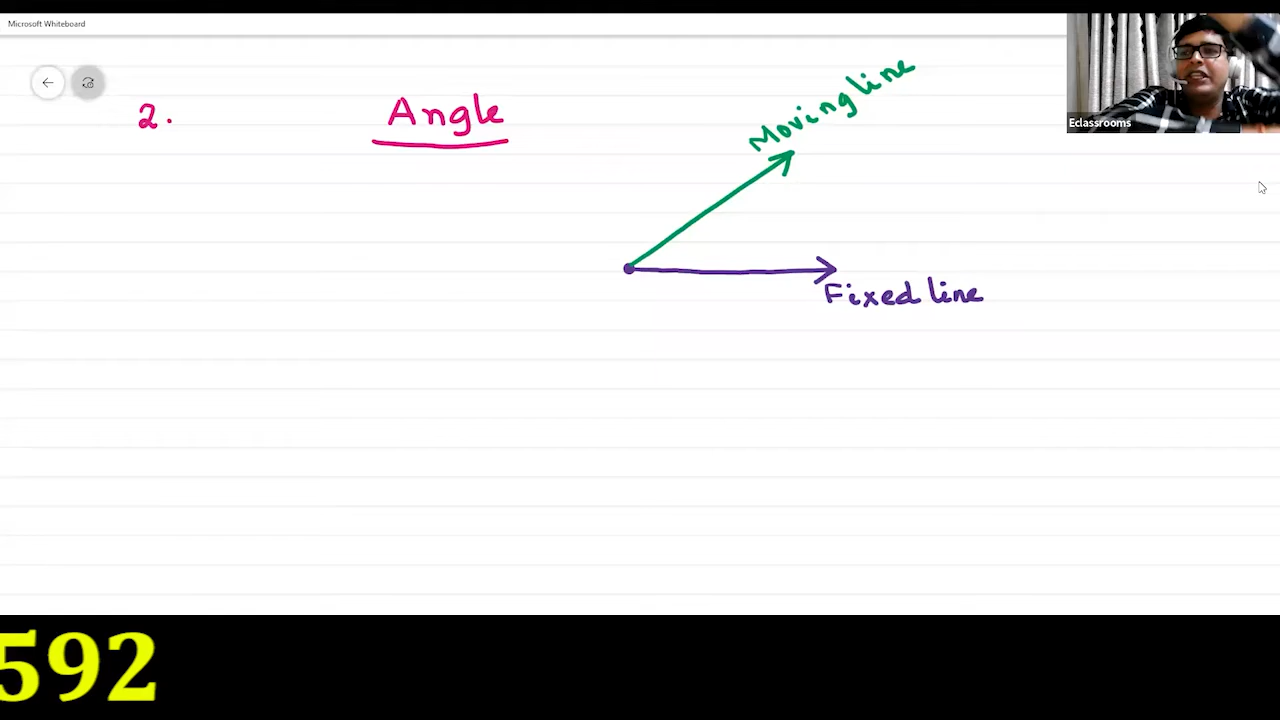 Microsoft Whiteboard
Eclassrooms
2. Angle
Moving line
Fixed line
592